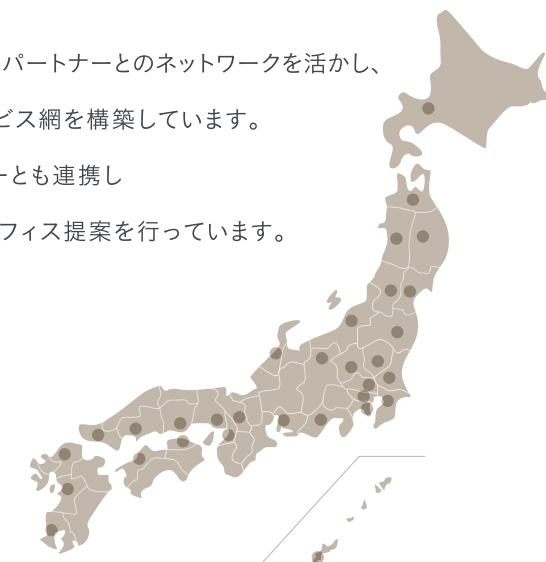 パートナーとのネットワークを活かし、
ビス網を構築しています。
ーとも連携し
フィス提案を行っています。